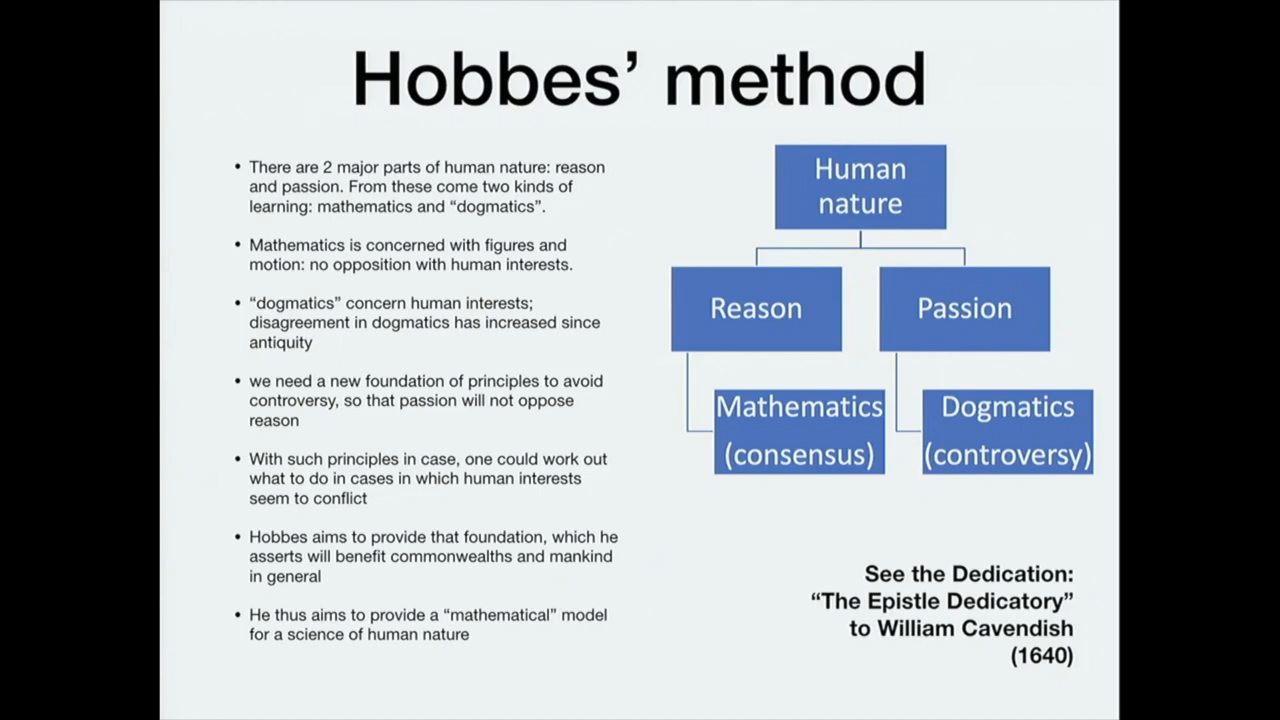 Hobbes’ method
• There are 2 major parts of human nature: reason
and passion. From these come two kinds of
learning: mathematics and “dogmatics”.
• Mathematics is concerned with figures and
motion: no opposition with human interests.
• “dogmatics” concern human interests;
disagreement in dogmatics has increased since
antiquity
• we need a new foundation of principles to avoid
controversy, so that passion will not oppose
reason
• With such principles in case, one could work out
what to do in cases in which human interests
seem to conflict
• Hobbes aims to provide that foundation, which he
asserts will benefit commonwealths and mankind
in general
• He thus aims to provide a “mathematical” model
for a science of human nature
Human
nature
Reason
Passion
Mathematics
(consensus)
Dogmatics
(controversy)
See the Dedication:
“The Epistle Dedicatory”
to William Cavendish
(1640)